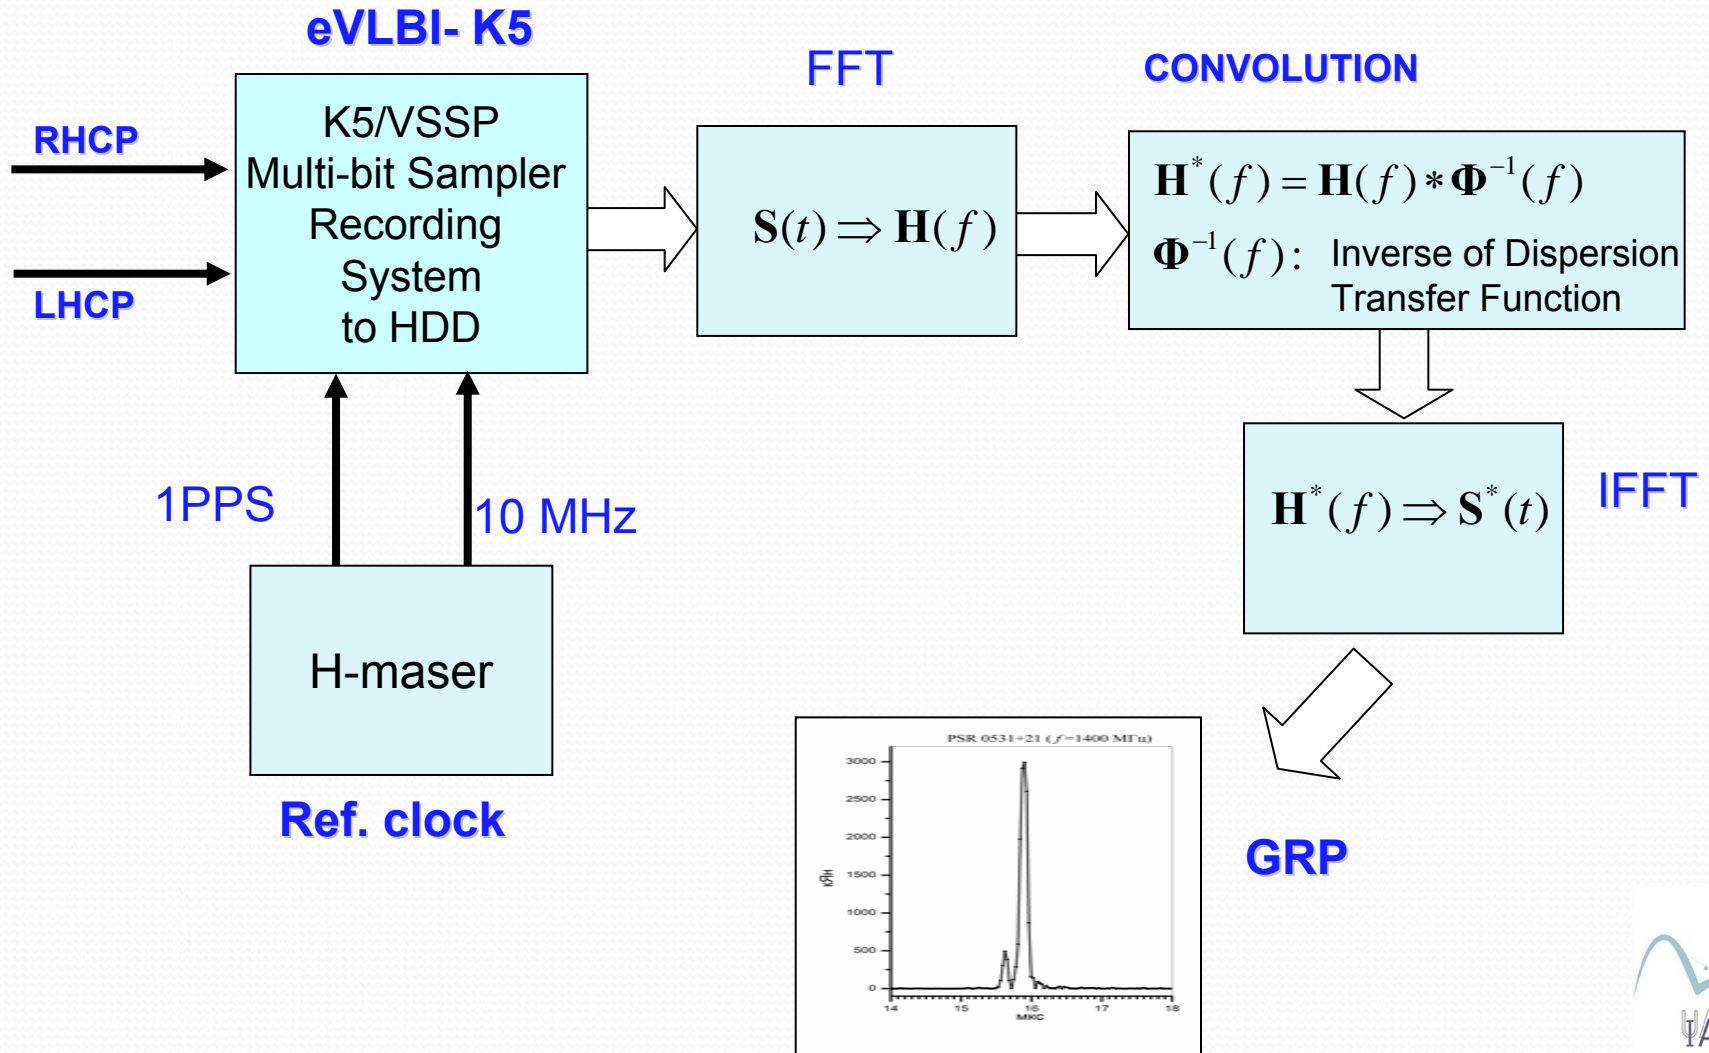 eVLBI- K5
FFT
CONVOLUTION
RHCP
LHCP
K5/VSSP
Multi-bit Sampler
Recording
System
to HDD
S(t) ⇒ H(f)
H*(f) = H(f) * Φ⁻¹(f)
Φ⁻¹(f): Inverse of Dispersion
Transfer Function
1PPS
10 MHz
H*(f) ⇒ S*(t)
IFFT
H-maser
Ref. clock
PSR 0531+21 (f=1400 МГц)
3000
2500
2000
1500
1000
500
0
кЯн
14 15 16 17 18
мкс
GRP